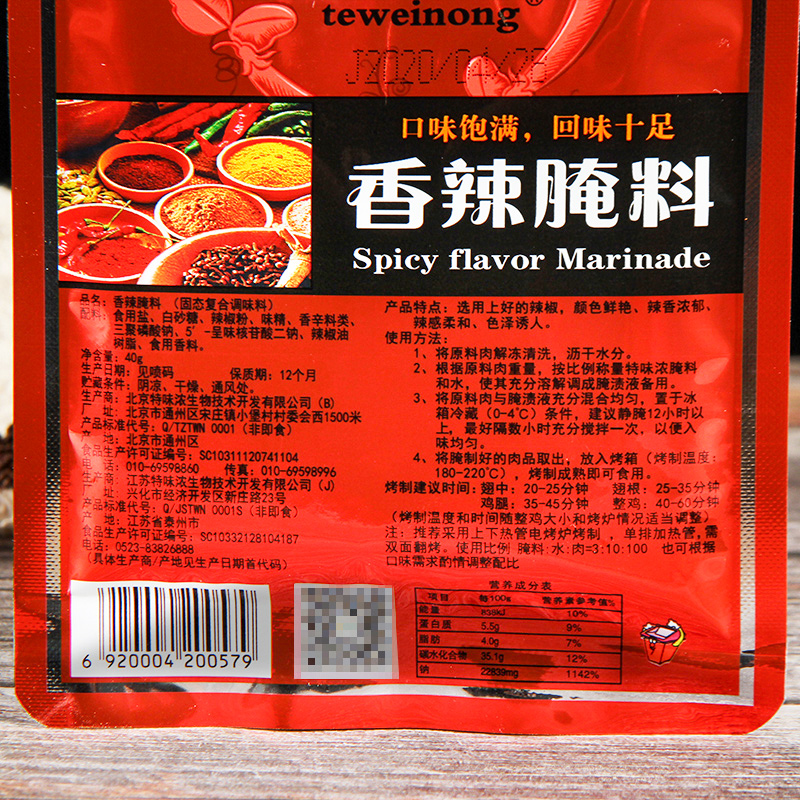 teweinong®
J2020/04/28
口味饱满，回味十足
香辣腌料
Spicy flavor Marinade
品名：香辣腌料 （固态复合调味料）
配料：食用盐、白砂糖、辣椒粉、味精、香辛料类、
三聚磷酸钠、5′-呈味核苷酸二钠、辣椒油
树脂、食用香料。
净含量：40g
生产日期：见喷码 保质期：12个月
贮藏条件：阴凉、干燥、通风处。
生产商：北京特味浓生物技术开发有限公司（B）
厂 址：北京市通州区宋庄镇小堡村村委会西1500米
产品标准代号：Q/TZTWN 0001（非即食）
产 地：北京市通州区
食品生产许可证编号：SC10311120741104
电话：010-69598860 传真：010-69598996
生产商：江苏特味浓生物技术开发有限公司（J）
厂 址：兴化市经济开发区新庄路23号
产品标准代号：Q/JSTWN 0001S（非即食）
产 地：江苏省泰州市
食品生产许可证编号：SC10332128104187
电话：0523-83826888
（具体生产商/产地见生产日期首代码）
产品特点：选用上好的辣椒，颜色鲜艳、辣香浓郁、
辣感柔和、色泽诱人。
使用方法：
1、将原料肉解冻清洗，沥干水分。
2、根据原料肉重量，按比例称量特味浓腌料
和水，使其充分溶解调成腌渍液备用。
3、将原料肉与腌渍液充分混合均匀，置于冰
箱冷藏（0-4℃）条件，建议静腌12小时以
上，最好隔数小时充分搅拌一次，以便入
味均匀。
4、将腌制好的肉品取出，放入烤箱（烤制温度：
180-220℃），烤制成熟即可食用。
烤制建议时间：翅中：20-25分钟 翅根：25-35分钟
鸡腿：35-45分钟 整鸡：40-60分钟
（烤制温度和时间随整鸡大小和烤炉情况适当调整）
注：推荐采用上下热管电烤炉烤制 ，单排加热管，需
双面翻烤。使用比例 腌料:水:肉=3:10:100 也可根据
口味需求酌情调整配比
营养成分表
项目 每100g 营养素参考值%
能量 838kJ 10%
蛋白质 5.5g 9%
脂肪 4.0g 7%
碳水化合物 35.1g 12%
钠 22839mg 1142%
6 920004 200579